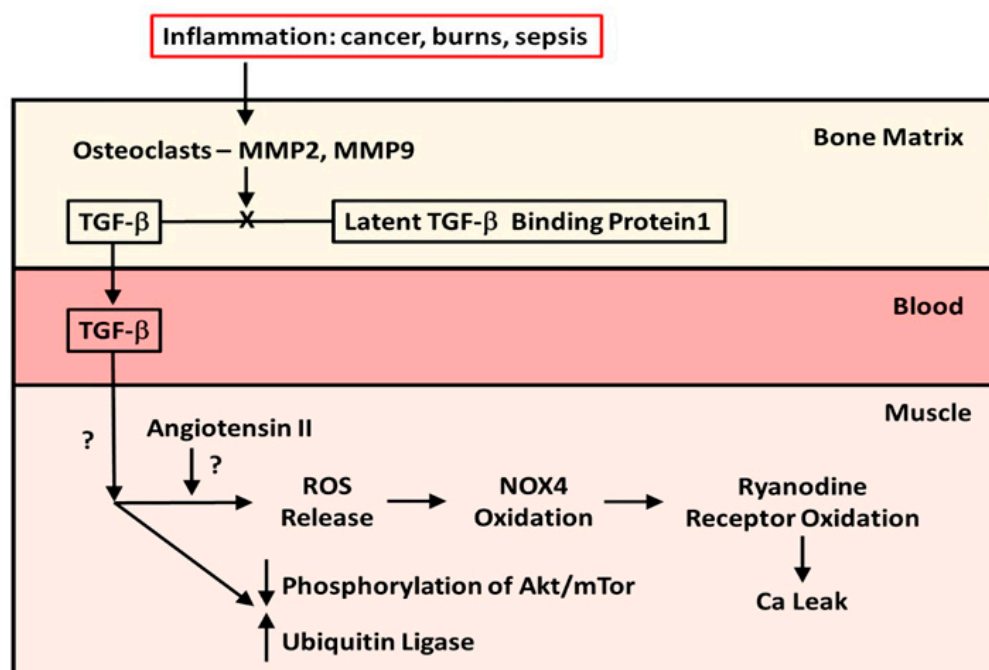 Inflammation: cancer, burns, sepsis
Bone Matrix
Osteoclasts – MMP2, MMP9
TGF-β X Latent TGF-β Binding Protein1
Blood
TGF-β
Muscle
Angiotensin II
? ?
ROS
Release
NOX4
Oxidation
Ryanodine
Receptor Oxidation
Phosphorylation of Akt/mTor
Ca Leak
Ubiquitin Ligase